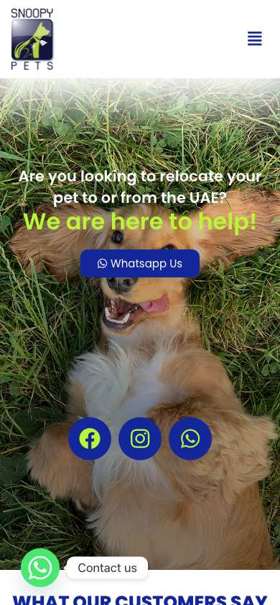 SNOOPY
PETS
Are you looking to relocate your
pet to or from the UAE?
We are here to help!
Whatsapp Us
Contact us
WHAT OUR CUSTOMERS SAY